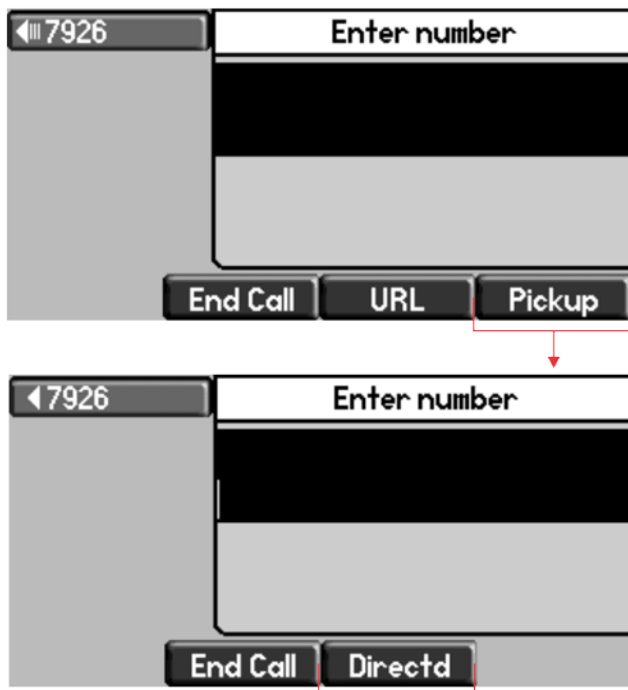 7926
Enter number
End Call URL Pickup
7926
Enter number
End Call Directd